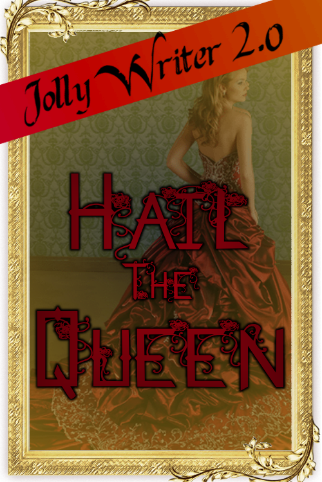 Jolly Writer 2.0
Hail
The
Queen